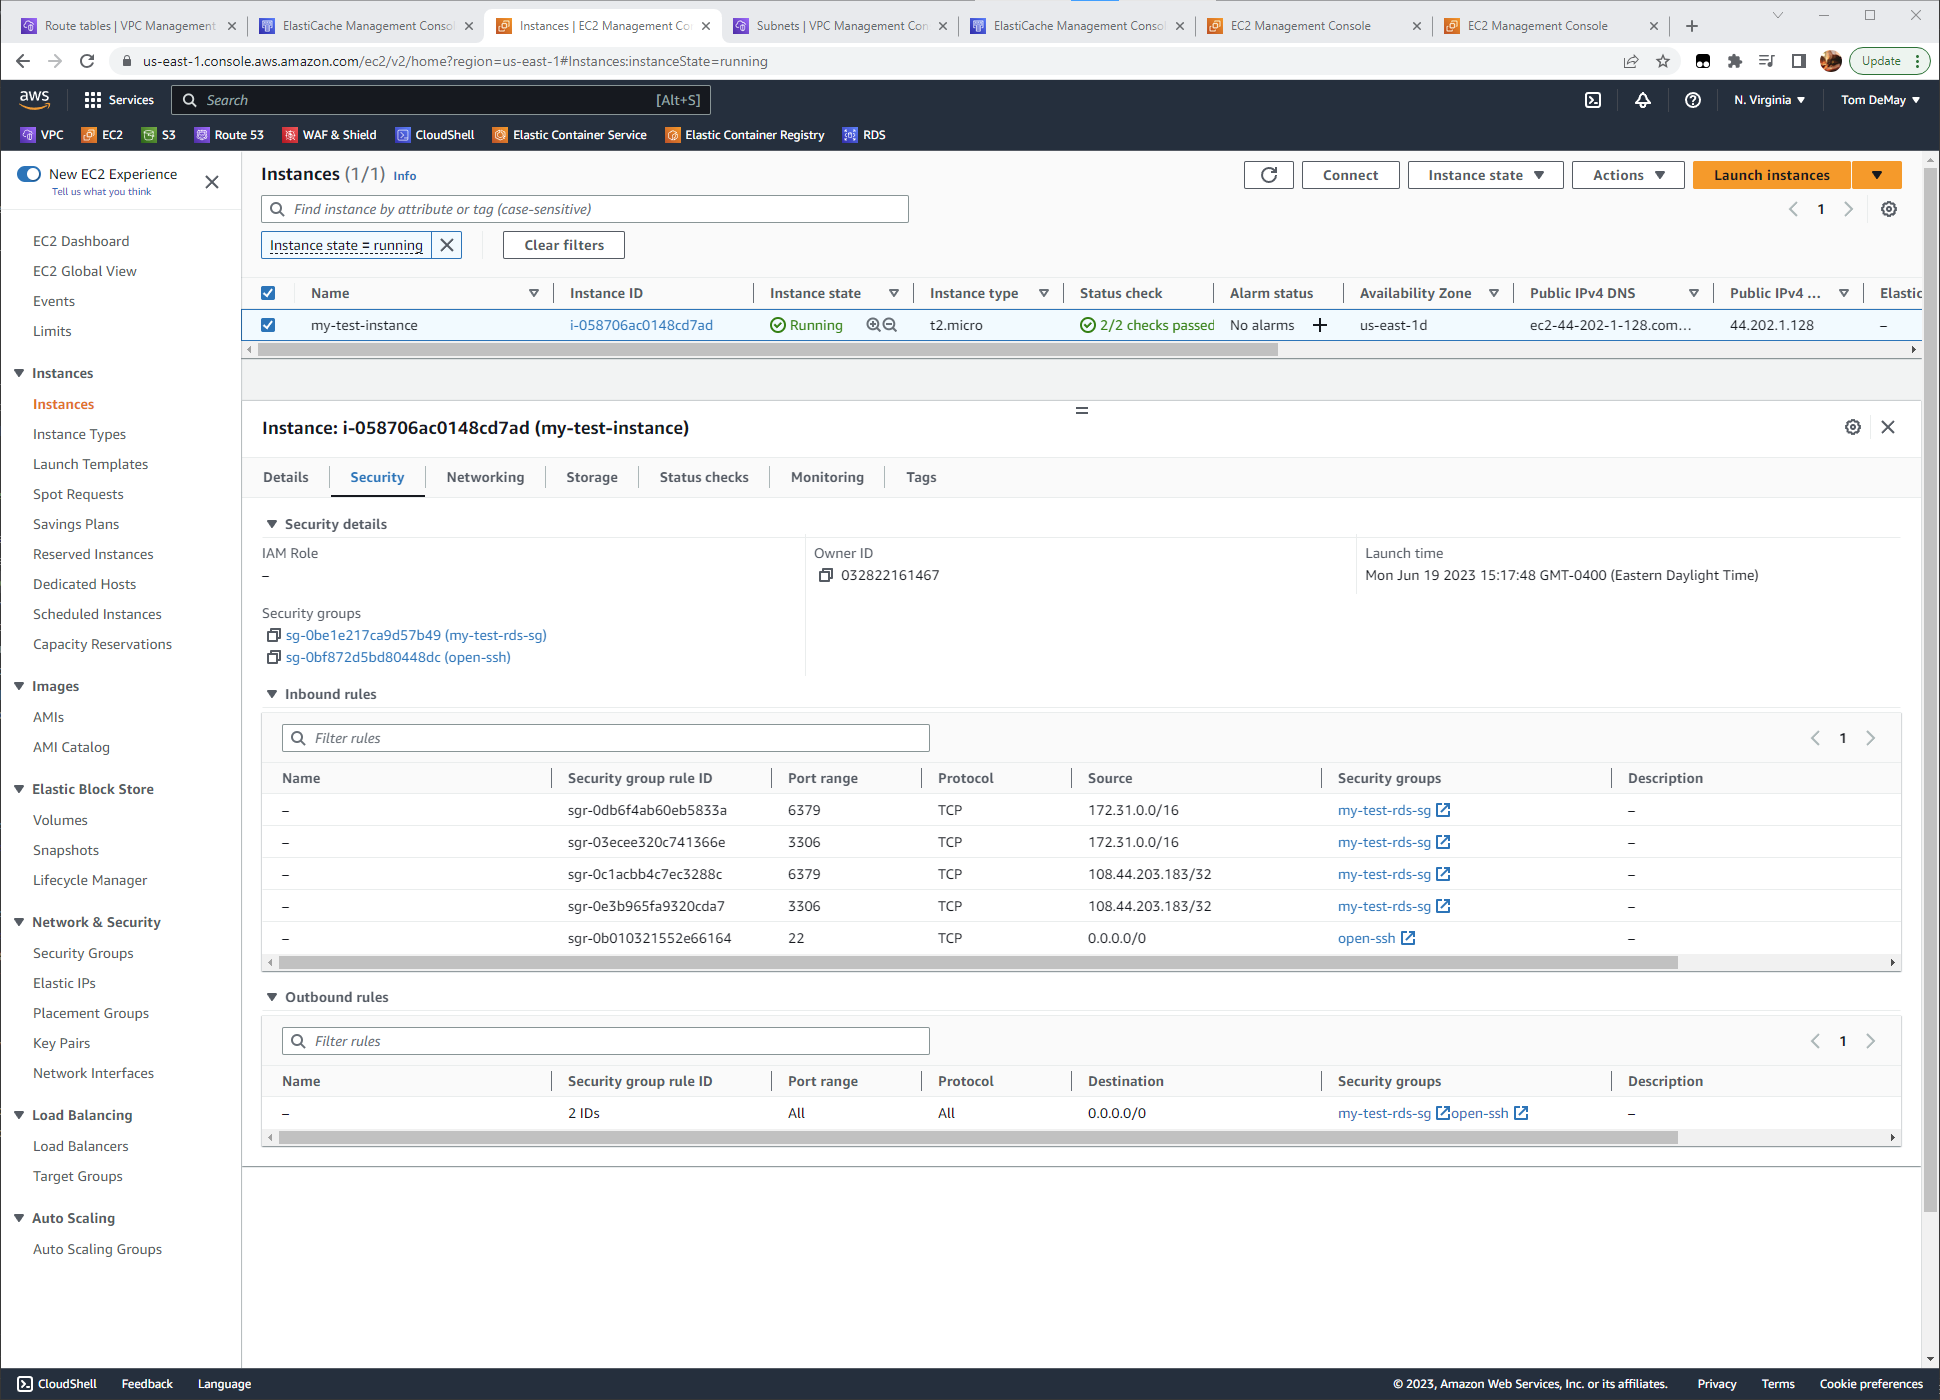 Route tables | VPC Management
ElastiCache Management Conso
Instances | EC2 Management Co
Subnets | VPC Management Con
ElastiCache Management Conso
EC2 Management Console
EC2 Management Console
us-east-1.console.aws.amazon.com/ec2/v2/home?region=us-east-1#Instances:instanceState=running
Update
aws
Services
Search
[Alt+S]
N. Virginia
Tom DeMay
VPC
EC2
S3
Route 53
WAF & Shield
CloudShell
Elastic Container Service
Elastic Container Registry
RDS
New EC2 Experience
Tell us what you think
EC2 Dashboard
EC2 Global View
Events
Limits
Instances
Instances
Instance Types
Launch Templates
Spot Requests
Savings Plans
Reserved Instances
Dedicated Hosts
Scheduled Instances
Capacity Reservations
Images
AMIs
AMI Catalog
Elastic Block Store
Volumes
Snapshots
Lifecycle Manager
Network & Security
Security Groups
Elastic IPs
Placement Groups
Key Pairs
Network Interfaces
Load Balancing
Load Balancers
Target Groups
Auto Scaling
Auto Scaling Groups
Instances (1/1) Info
Connect
Instance state
Actions
Launch instances
Find instance by attribute or tag (case-sensitive)
1
Instance state = running
Clear filters
Name Instance ID Instance state Instance type Status check Alarm status Availability Zone Public IPv4 DNS Public IPv4 ... Elastic
my-test-instance i-058706ac0148cd7ad Running t2.micro 2/2 checks passed No alarms + us-east-1d ec2-44-202-1-128.com... 44.202.1.128 –
Instance: i-058706ac0148cd7ad (my-test-instance)
Details Security Networking Storage Status checks Monitoring Tags
Security details
IAM Role
–
Owner ID
032822161467
Launch time
Mon Jun 19 2023 15:17:48 GMT-0400 (Eastern Daylight Time)
Security groups
sg-0be1e217ca9d57b49 (my-test-rds-sg)
sg-0bf872d5bd80448dc (open-ssh)
Inbound rules
Filter rules
1
Name Security group rule ID Port range Protocol Source Security groups Description
– sgr-0db6f4ab60eb5833a 6379 TCP 172.31.0.0/16 my-test-rds-sg –
– sgr-03ecee320c741366e 3306 TCP 172.31.0.0/16 my-test-rds-sg –
– sgr-0c1acbb4c7ec3288c 6379 TCP 108.44.203.183/32 my-test-rds-sg –
– sgr-0e3b965fa9320cda7 3306 TCP 108.44.203.183/32 my-test-rds-sg –
– sgr-0b010321552e66164 22 TCP 0.0.0.0/0 open-ssh –
Outbound rules
Filter rules
1
Name Security group rule ID Port range Protocol Destination Security groups Description
– 2 IDs All All 0.0.0.0/0 my-test-rds-sg open-ssh –
CloudShell
Feedback
Language
© 2023, Amazon Web Services, Inc. or its affiliates.
Privacy
Terms
Cookie preferences